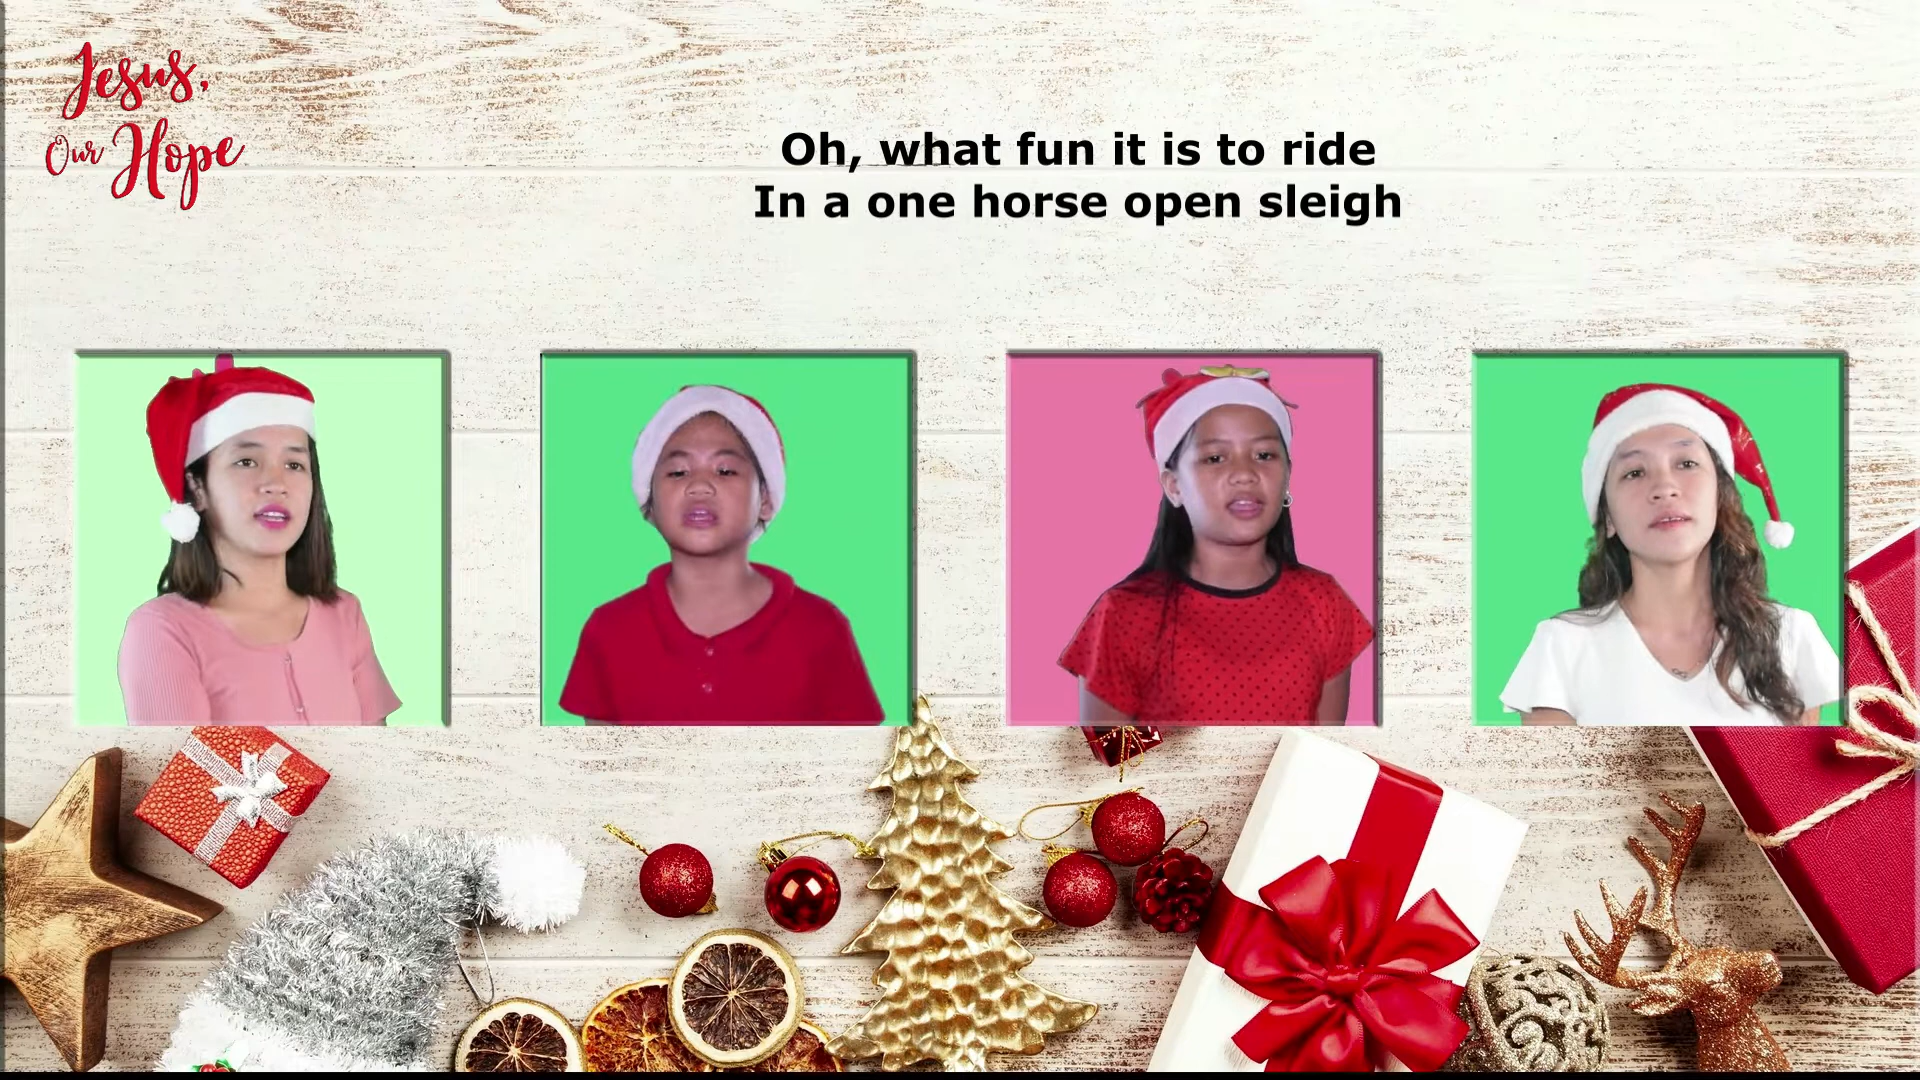 Jesus,
Our Hope
Oh, what fun it is to ride
In a one horse open sleigh